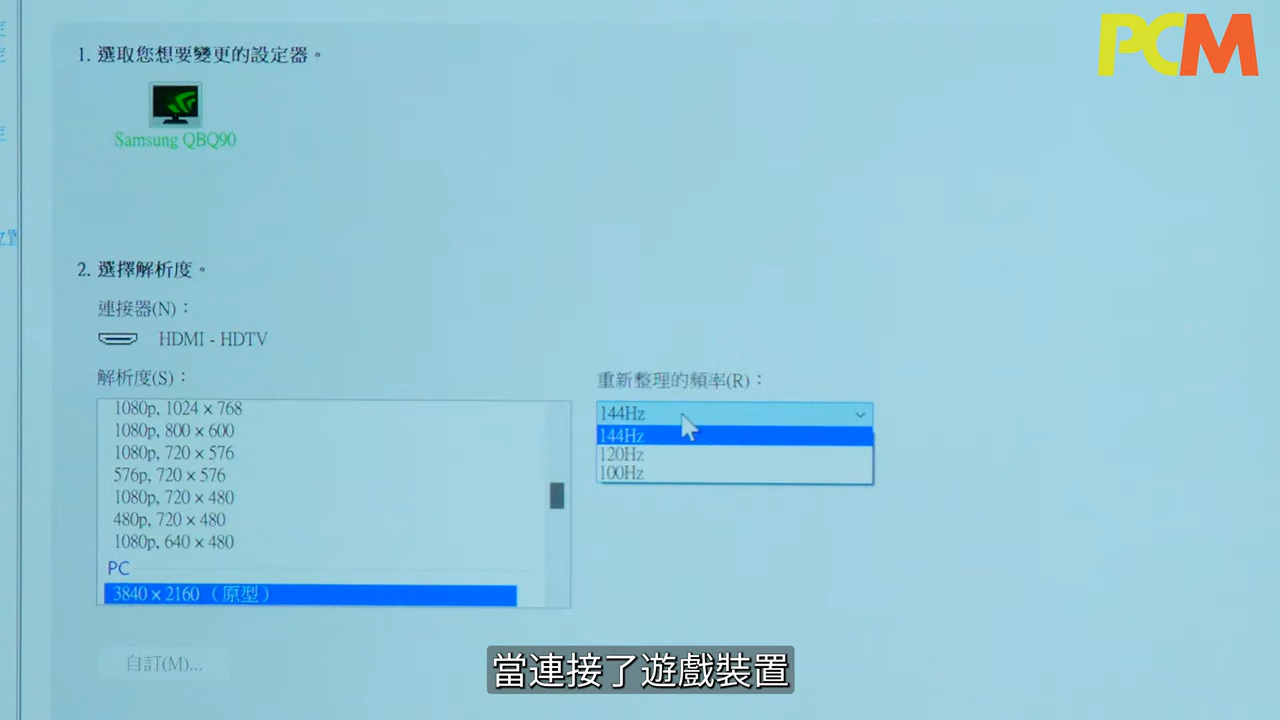 PCM
1. 選取您想要變更的設定器。
Samsung QBQ90
2. 選擇解析度。
連接器(N)：
HDMI - HDTV
解析度(S)：
1080p, 1024 × 768
1080p, 800 × 600
1080p, 720 × 576
576p, 720 × 576
1080p, 720 × 480
480p, 720 × 480
1080p, 640 × 480
PC
3840 × 2160 （原型）
重新整理的頻率(R)：
144Hz
144Hz
120Hz
100Hz
自訂(M)...
當連接了遊戲裝置